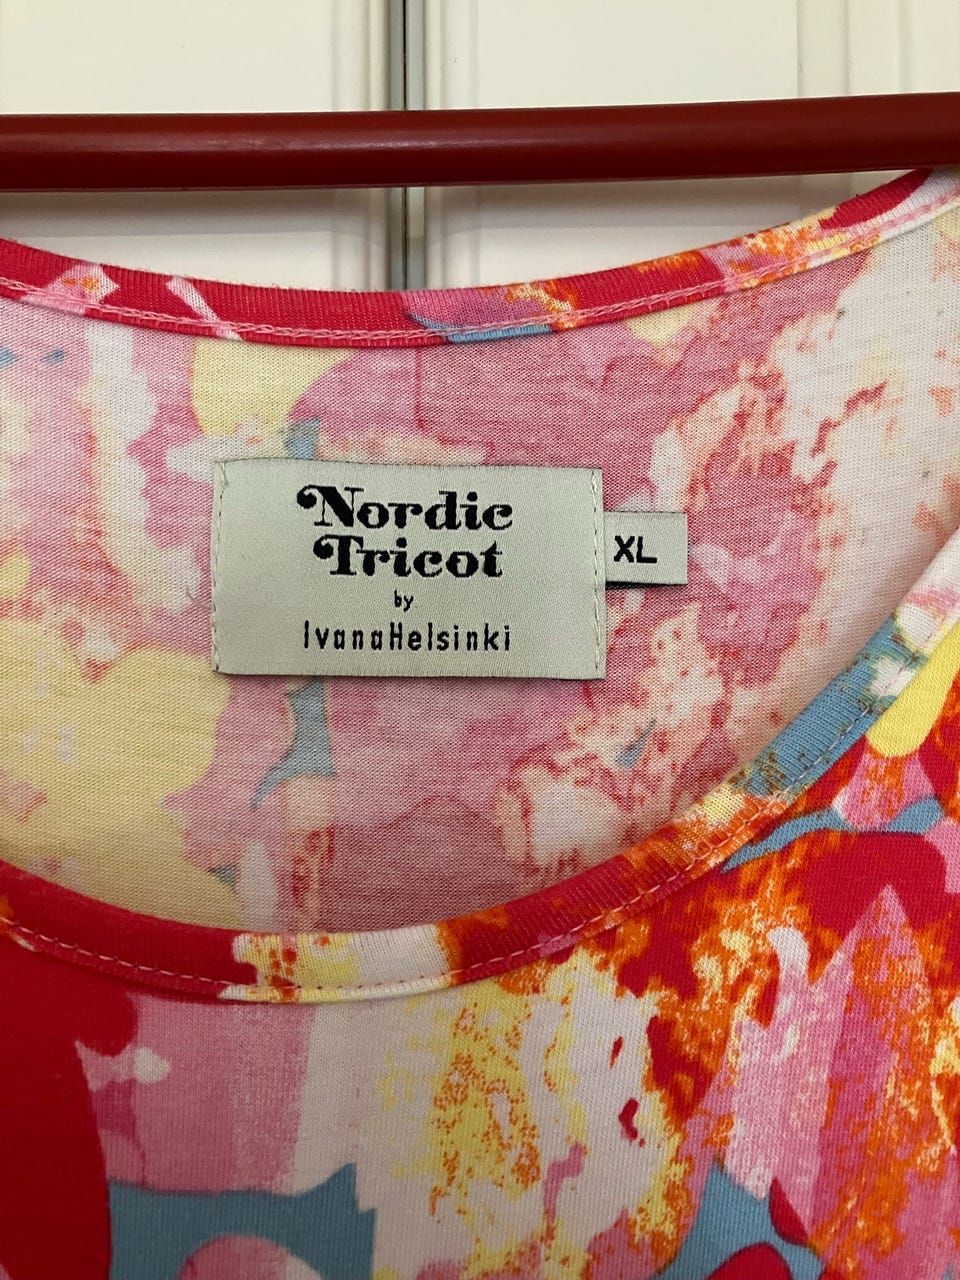 Nordic
Tricot
by
IvanaHelsinki
XL